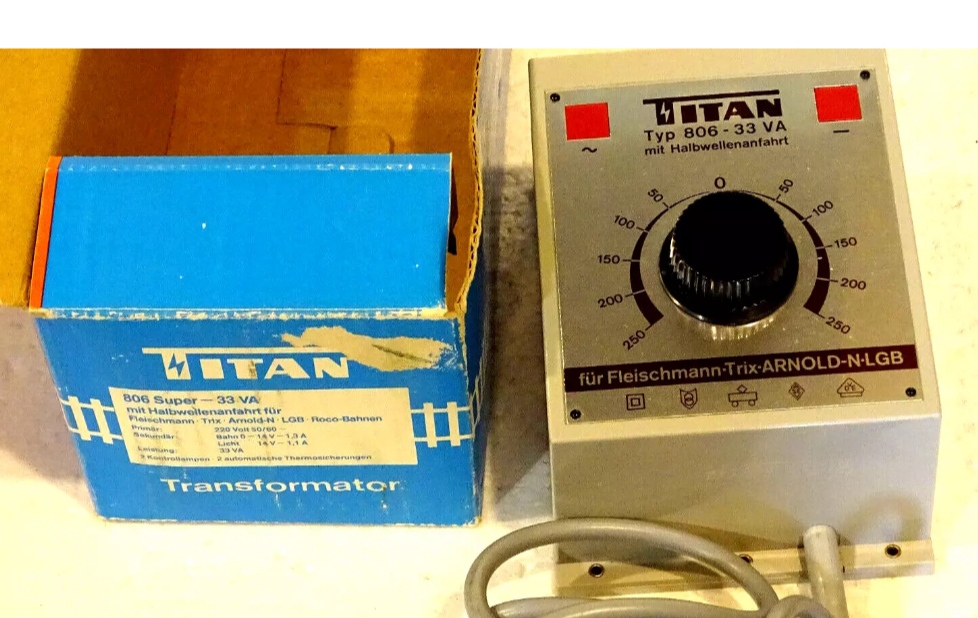 TITAN
806 Super — 33 VA
mit Halbwellenanfahrt für
Fleischmann · Trix · Arnold-N · LGB · Roco-Bahnen
Primär: 220 Volt 50/60 ~
Sekundär: Bahn 0 – 14 V – 1,3 A
Licht 14 V – 1,1 A
Leistung: 33 VA
2 Kontrollampen · 2 automatische Thermosicherungen
Transformator
TITAN
Typ 806 - 33 VA
mit Halbwellenanfahrt
~ –
0
50 50
100 100
150 150
200 200
250 250
für Fleischmann·Trix·ARNOLD-N·LGB